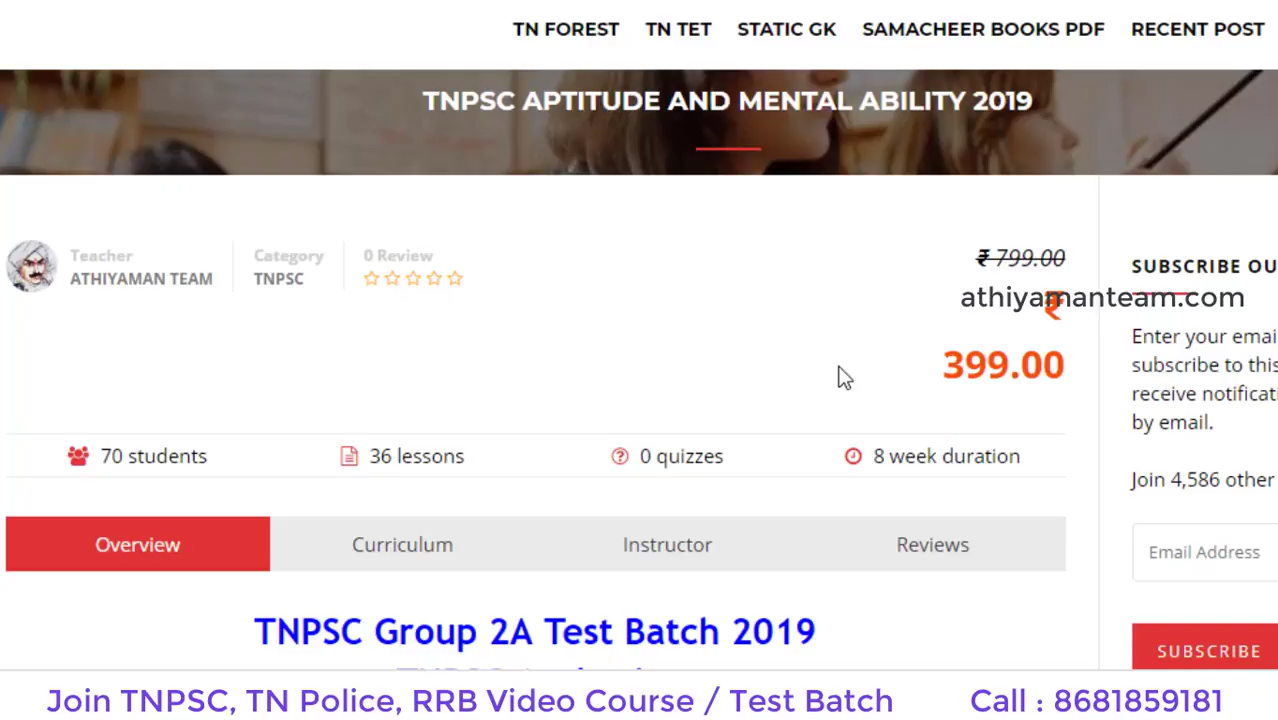 TN FOREST TN TET STATIC GK SAMACHEER BOOKS PDF RECENT POST
TNPSC APTITUDE AND MENTAL ABILITY 2019
Teacher
ATHIYAMAN TEAM
Category
TNPSC
0 Review
₹ 799.00
₹
399.00
athiyamanteam.com
70 students 36 lessons 0 quizzes 8 week duration
Overview Curriculum Instructor Reviews
TNPSC Group 2A Test Batch 2019
SUBSCRIBE OU
Enter your emai
subscribe to this
receive notificati
by email.
Join 4,586 other
Email Address
SUBSCRIBE
Join TNPSC, TN Police, RRB Video Course / Test Batch Call : 8681859181